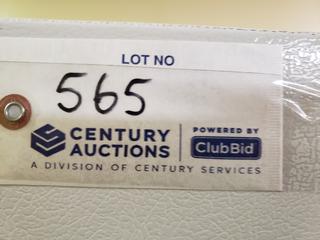 LOT NO
565
CENTURY AUCTIONS
POWERED BY
ClubBid
A DIVISION OF CENTURY SERVICES